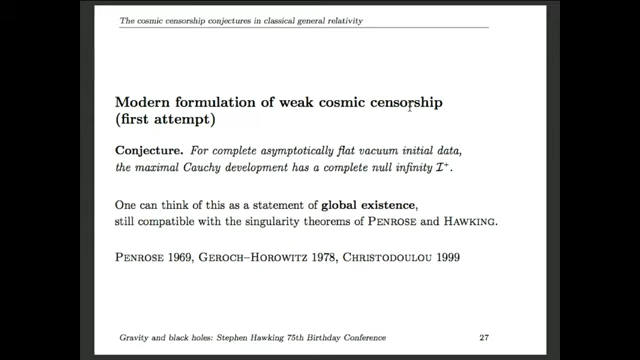 The cosmic censorship conjectures in classical general relativity
Modern formulation of weak cosmic censorship
(first attempt)
Conjecture. For complete asymptotically flat vacuum initial data,
the maximal Cauchy development has a complete null infinity ℐ⁺.
One can think of this as a statement of global existence,
still compatible with the singularity theorems of PENROSE and HAWKING.
PENROSE 1969, GEROCH–HOROWITZ 1978, CHRISTODOULOU 1999
Gravity and black holes: Stephen Hawking 75th Birthday Conference 27